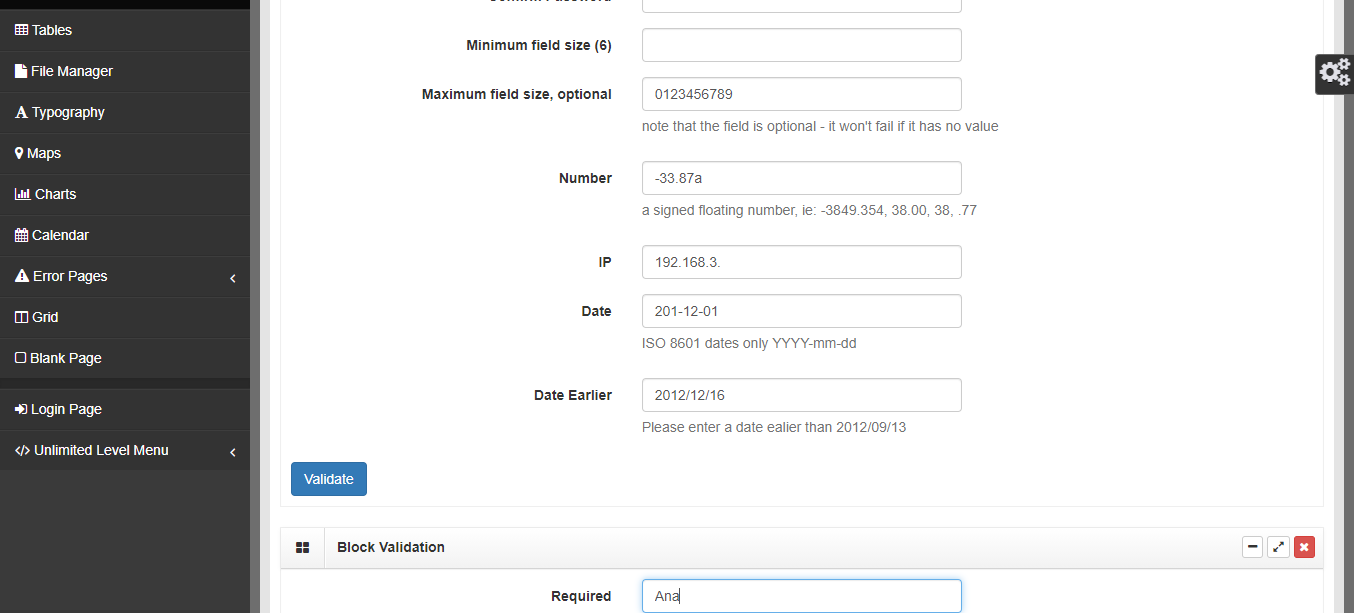 Tables
File Manager
Typography
Maps
Charts
Calendar
Error Pages
Grid
Blank Page
Login Page
Unlimited Level Menu
Confirm Password
Minimum field size (6)
Maximum field size, optional 0123456789
note that the field is optional - it won't fail if it has no value
Number -33.87a
a signed floating number, ie: -3849.354, 38.00, 38, .77
IP 192.168.3.
Date 201-12-01
ISO 8601 dates only YYYY-mm-dd
Date Earlier 2012/12/16
Please enter a date ealier than 2012/09/13
Validate
Block Validation
Required Ana